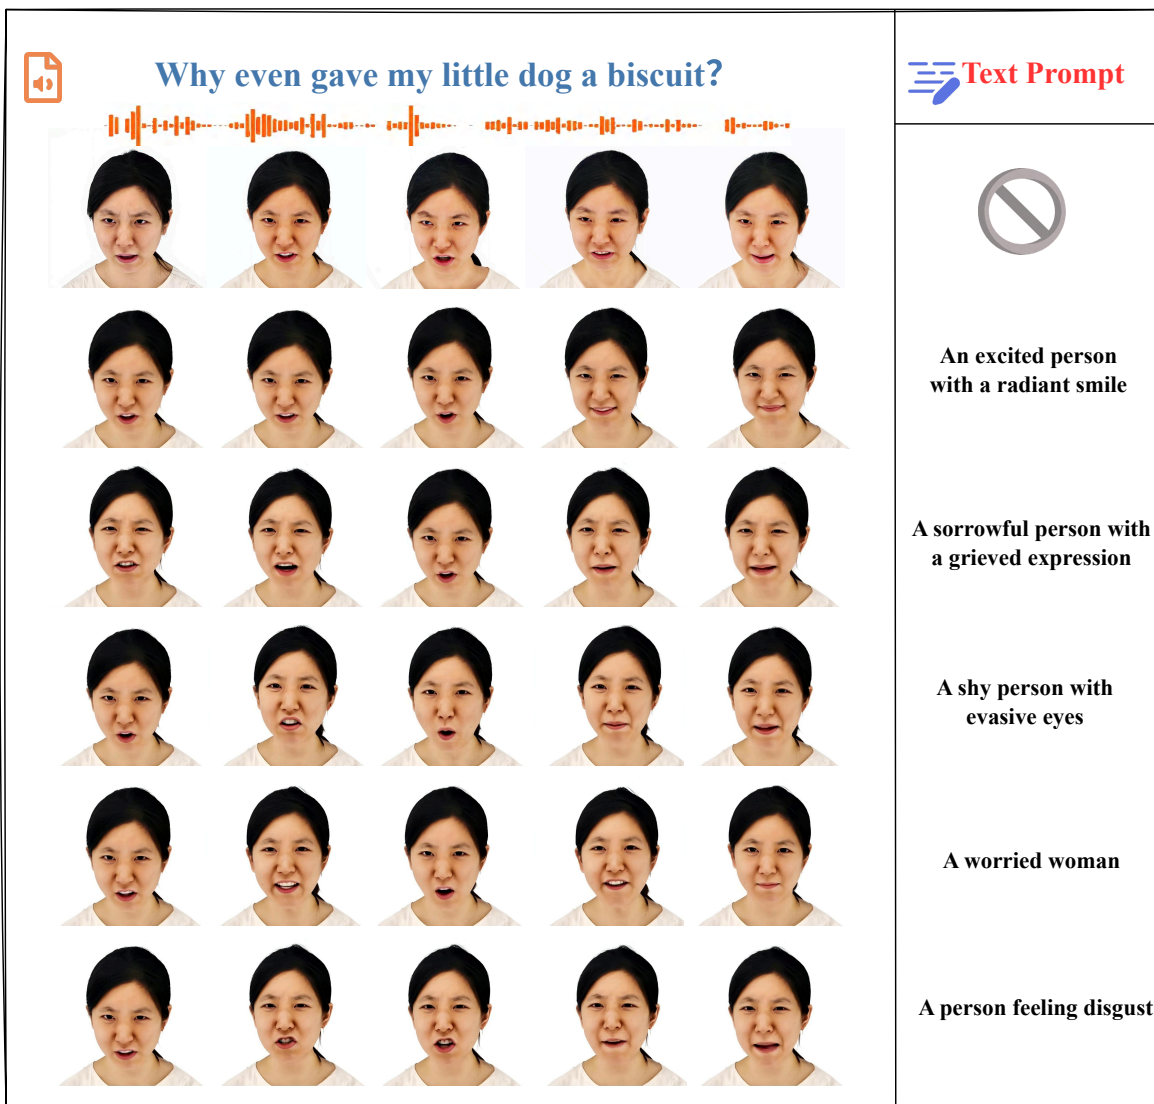 Why even gave my little dog a biscuit?
Text Prompt
An excited person
with a radiant smile
A sorrowful person with
a grieved expression
A shy person with
evasive eyes
A worried woman
A person feeling disgust